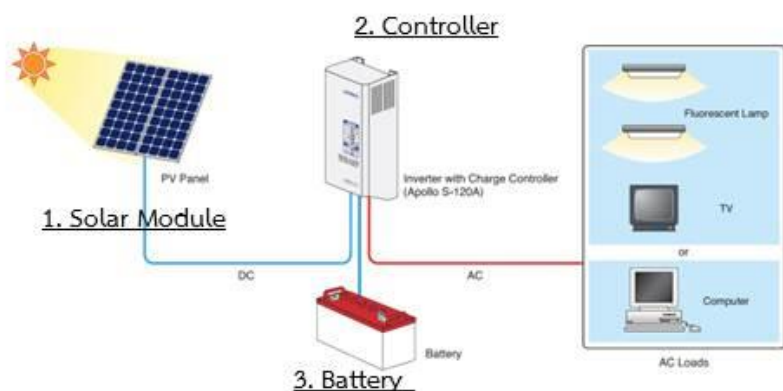 2. Controller
Fluorescent Lamp
PV Panel
Inverter with Charge Controller
(Apollo S-120A)
1. Solar Module
TV
or
DC
AC
Computer
Battery
3. Battery
AC Loads